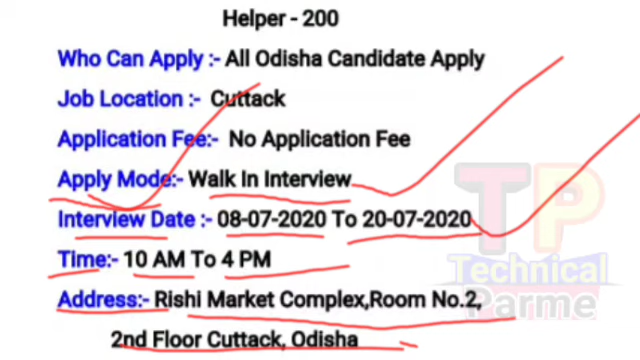 Helper - 200
Who Can Apply :- All Odisha Candidate Apply
Job Location :- Cuttack
Application Fee:- No Application Fee
Apply Mode:- Walk In Interview
Interview Date :- 08-07-2020 To 20-07-2020
Time:- 10 AM To 4 PM
Address:- Rishi Market Complex,Room No.2,
2nd Floor Cuttack, Odisha
TP
Technical
Parme